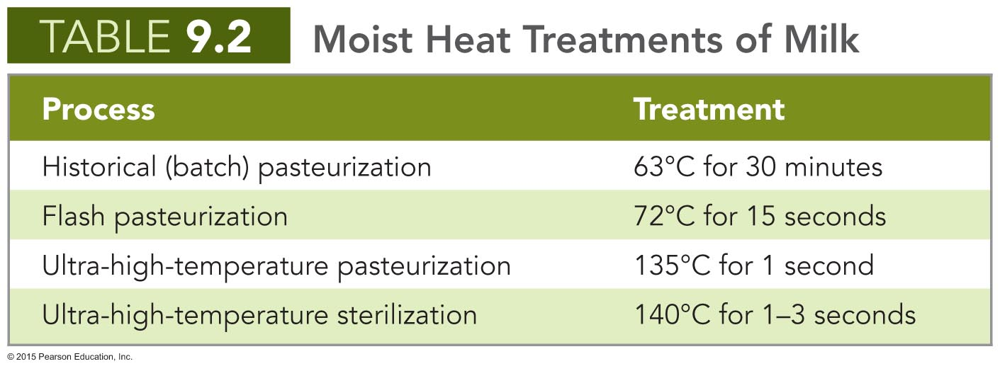 TABLE 9.2 Moist Heat Treatments of Milk
Process Treatment
Historical (batch) pasteurization 63°C for 30 minutes
Flash pasteurization 72°C for 15 seconds
Ultra-high-temperature pasteurization 135°C for 1 second
Ultra-high-temperature sterilization 140°C for 1–3 seconds
© 2015 Pearson Education, Inc.